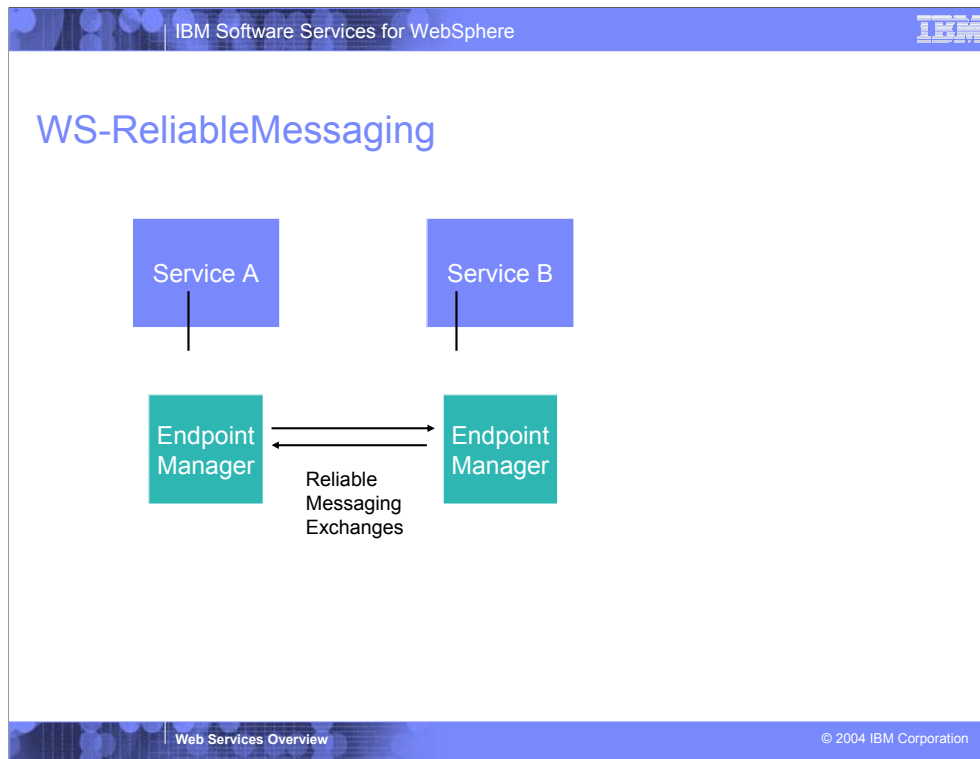 IBM Software Services for WebSphere
IBM
WS-ReliableMessaging
Service A
Service B
Endpoint
Manager
Endpoint
Manager
Reliable
Messaging
Exchanges
Web Services Overview
© 2004 IBM Corporation